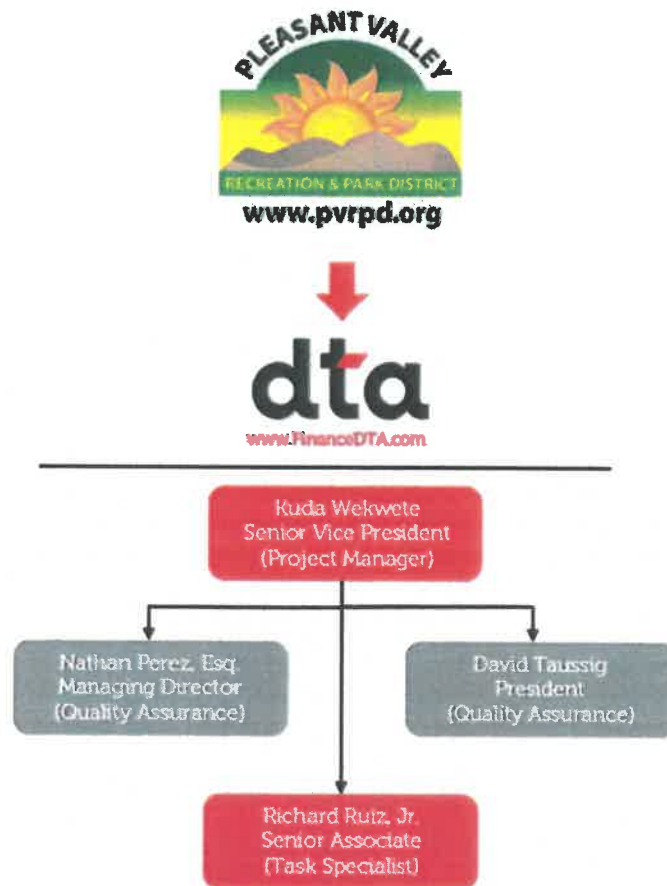 PLEASANT VALLEY
RECREATION & PARK DISTRICT
www.pvrpd.org
dta
www.FinanceDTA.com
Kuda Wekwete
Senior Vice President
(Project Manager)
Nathan Perez, Esq.
Managing Director
(Quality Assurance)
David Taussig
President
(Quality Assurance)
Richard Ruiz, Jr.
Senior Associate
(Task Specialist)